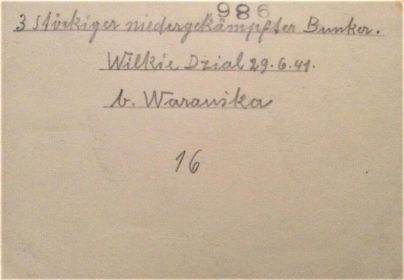 986
3 stöckiger niedergekämpfter Bunker.
Wilkie Dzial 29.6.41.
b. Waranika
16